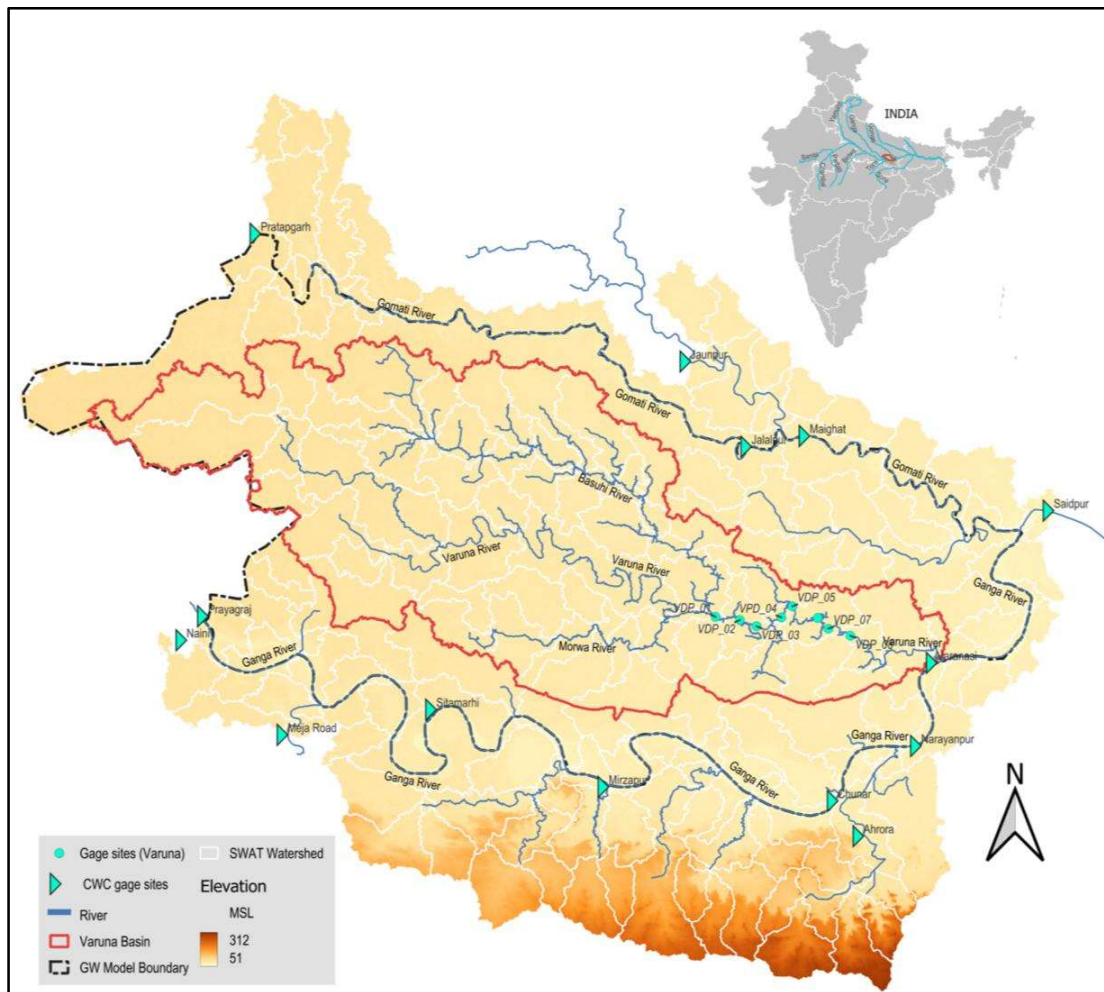 INDIA
Pratapgarh
Gomati River
Jaunpur
Gomati River
Jalalpur
Maighat
Gomati River
Basuhi River
Saidpur
Varuna River
Varuna River
Ganga River
VDP_01
VPD_04
VDP_05
VDP_02
VDP_03
VDP_07
Varuna River
Varanasi
Prayagraj
Naini
Ganga River
Morwa River
Sitamarhi
Meja Road
Ganga River
Narayanpur
Ganga River
Mirzapur
Ganga River
Chunar
Ahrora
N
Gage sites (Varuna)
SWAT Watershed
CWC gage sites
Elevation
River
MSL
Varuna Basin
312
51
GW Model Boundary